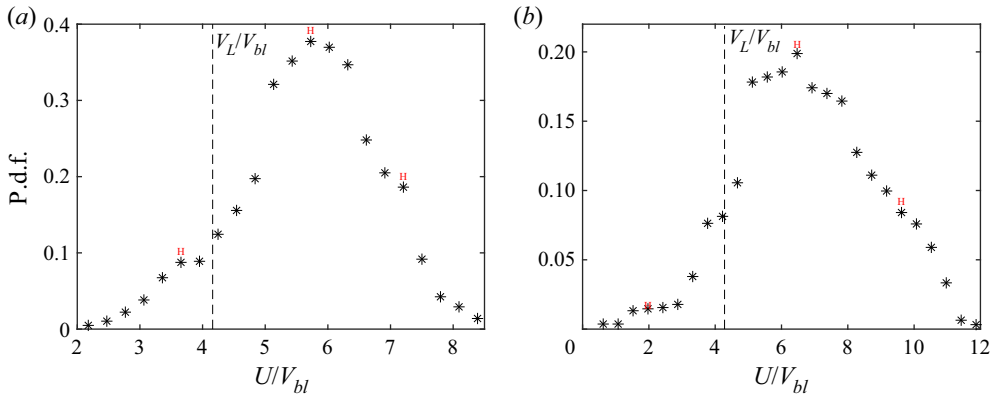 (a)
0.4
0.3
0.2
0.1
0
P.d.f.
H
H
H
V_L/V_bl
2 3 4 5 6 7 8
U/V_bl
(b)
0.20
0.15
0.10
0.05
H
H
H
V_L/V_bl
0 2 4 6 8 10 12
U/V_bl